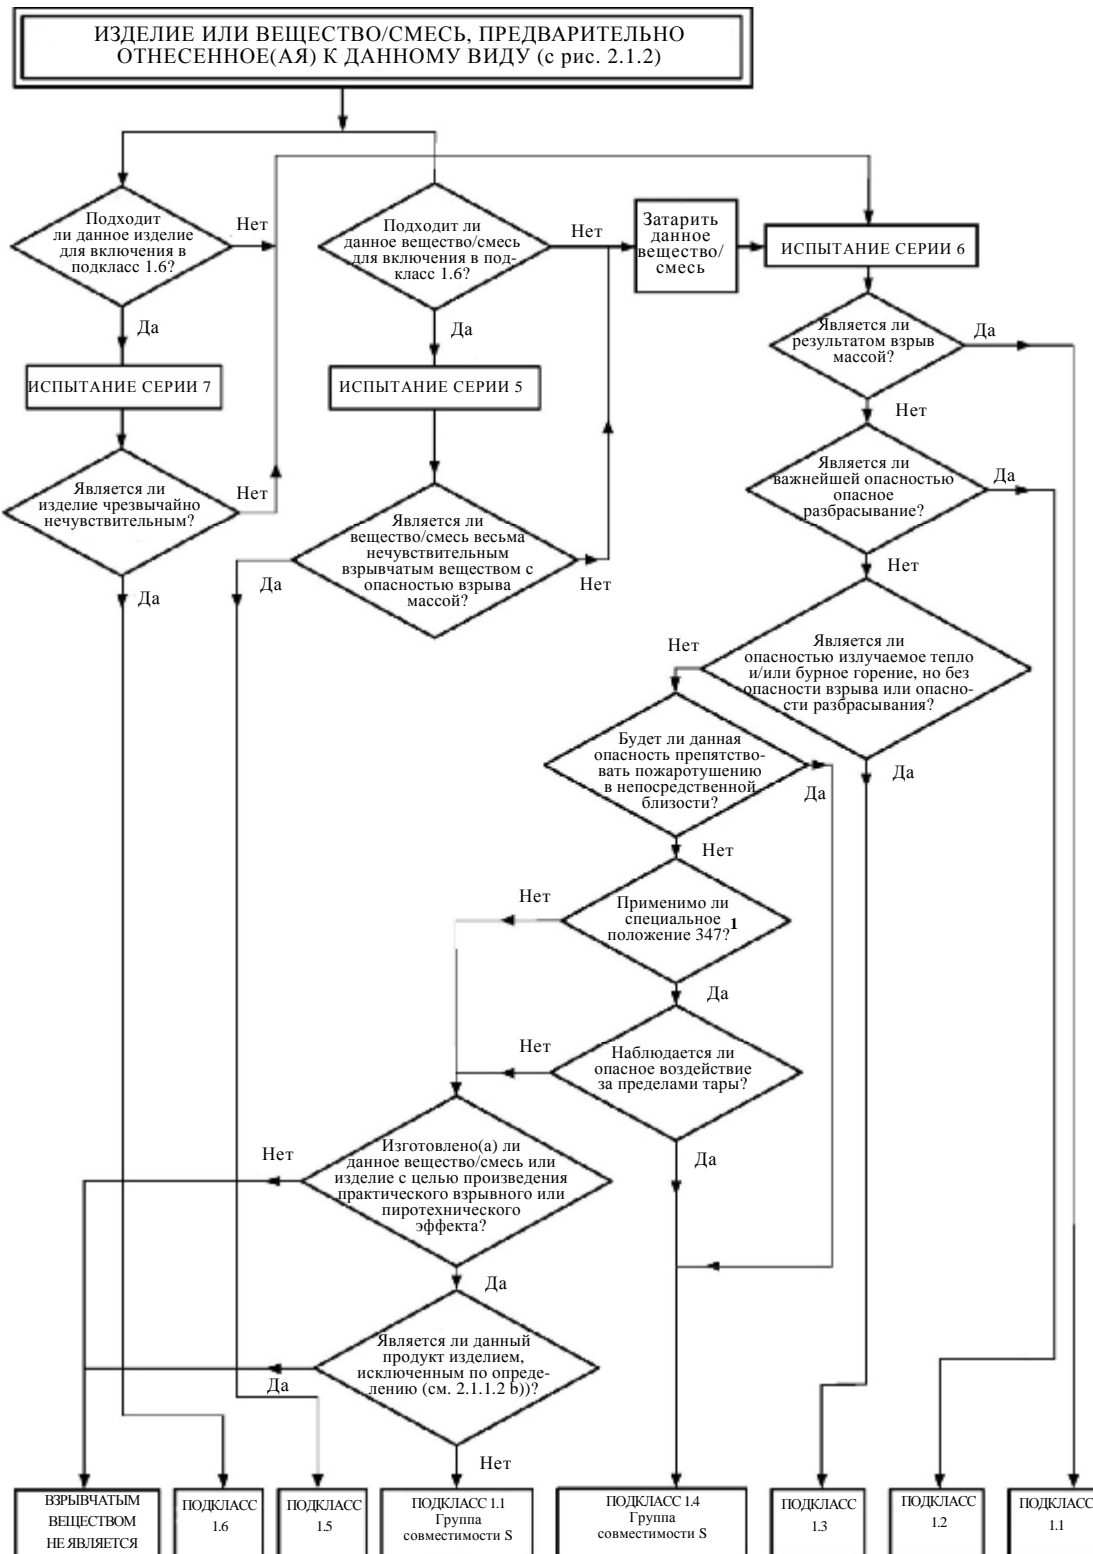 ИЗДЕЛИЕ ИЛИ ВЕЩЕСТВО/СМЕСЬ, ПРЕДВАРИТЕЛЬНО
ОТНЕСЕННОЕ(АЯ) К ДАННОМУ ВИДУ (с рис. 2.1.2)
Подходит
ли данное изделие
для включения в
подкласс 1.6?
Нет
Да
Подходит ли
данное вещество/смесь
для включения в под-
класс 1.6?
Нет
Да
Затарить
данное
вещество/
смесь
ИСПЫТАНИЕ СЕРИИ 6
Является ли
результатом взрыв
массой?
Да
Нет
ИСПЫТАНИЕ СЕРИИ 7
ИСПЫТАНИЕ СЕРИИ 5
Является ли
важнейшей опасностью
опасное
разбрасывание?
Да
Нет
Является ли
изделие чрезвычайно
нечувствительным?
Нет
Да
Является ли
вещество/смесь весьма
нечувствительным
взрывчатым веществом с
опасностью взрыва
массой?
Да
Нет
Является ли
опасностью излучаемое тепло
и/или бурное горение, но без
опасности взрыва или опасно-
сти разбрасывания?
Нет
Да
Будет ли данная
опасность препятство-
вать пожаротушению
в непосредственной
близости?
Да
Нет
Применимо ли
специальное
положение 347?1
Нет
Да
Наблюдается ли
опасное воздействие
за пределами тары?
Нет
Да
Изготовлено(а) ли
данное вещество/смесь или
изделие с целью произведения
практического взрывного или
пиротехнического
эффекта?
Нет
Да
Является ли данный
продукт изделием,
исключенным по опреде-
лению (см. 2.1.1.2 b))?
Да
Нет
ВЗРЫВЧАТЫМ
ВЕЩЕСТВОМ
НЕ ЯВЛЯЕТСЯ
ПОДКЛАСС
1.6
ПОДКЛАСС
1.5
ПОДКЛАСС 1.1
Группа
совместимости S
ПОДКЛАСС 1.4
Группа
совместимости S
ПОДКЛАСС
1.3
ПОДКЛАСС
1.2
ПОДКЛАСС
1.1